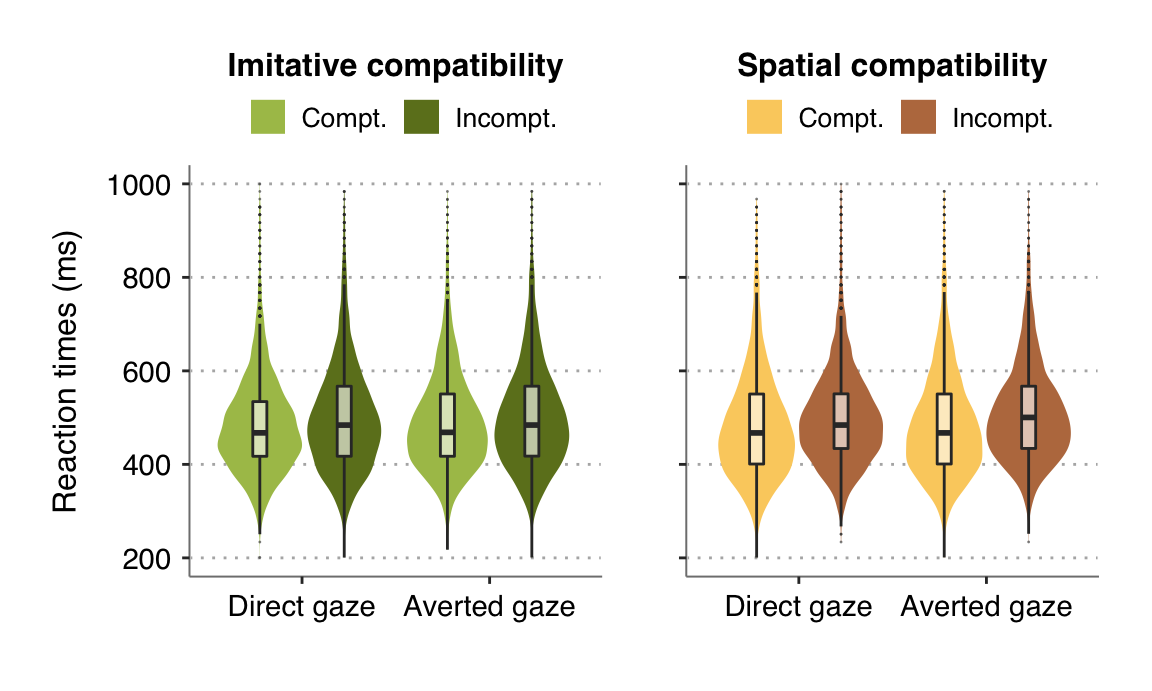 Imitative compatibility
Compt. Incompt.
Spatial compatibility
Compt. Incompt.
Reaction times (ms)
1000
800
600
400
200
Direct gaze Averted gaze
Direct gaze Averted gaze